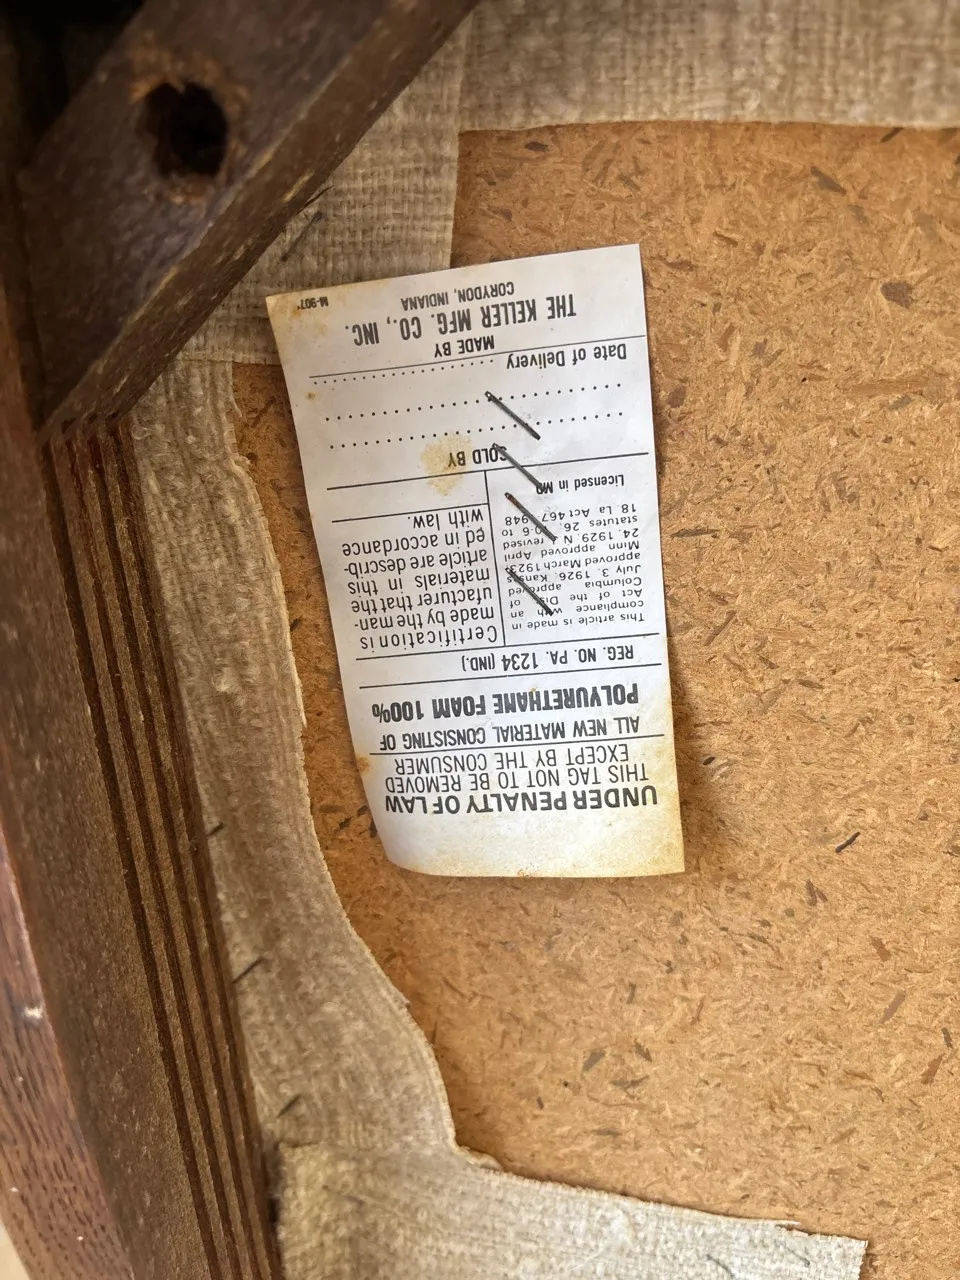 UNDER PENALTY OF LAW
THIS TAG NOT TO BE REMOVED
EXCEPT BY THE CONSUMER
ALL NEW MATERIAL CONSISTING OF
POLYURETHANE FOAM 100%
REG. NO. PA. 1234 (IND.)
This article is made in
compliance with an
Act of the Dist. of
Columbia approved
July 3, 1926. Kansas
approved March 1923.
Minn approved April
24, 1929. N revised
statutes 26. to
18 La Act 467 948
Licensed in
Certification is
made by the man-
ufacturer that the
materials in this
article are describ-
ed in accordance
with law.
SOLD BY
Date of Delivery
MADE BY
THE KELLER MFG. CO., INC.
CORYDON, INDIANA
M-907